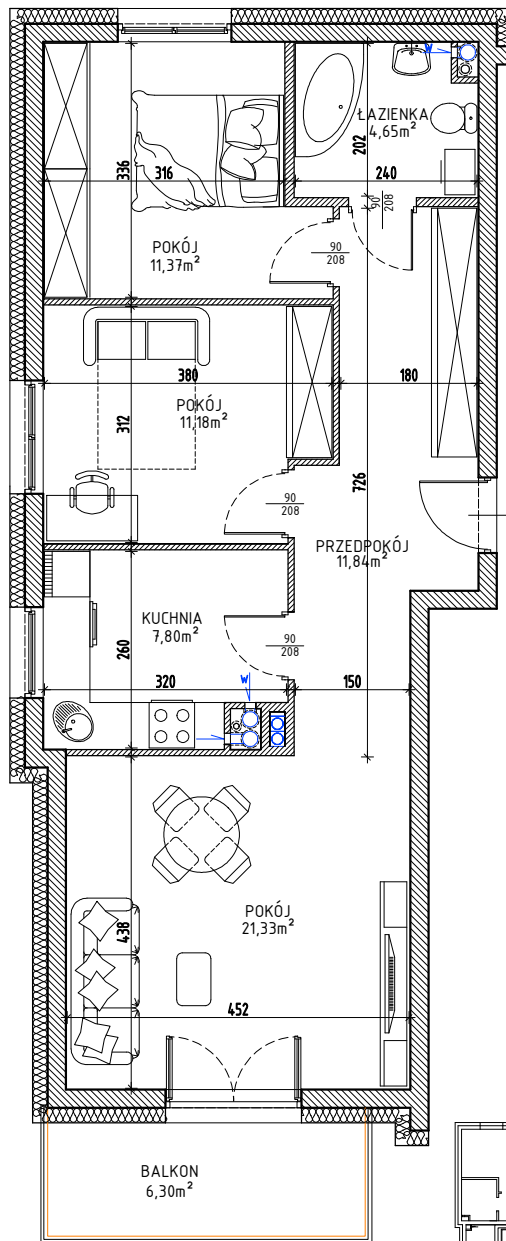 W
ŁAZIENKA
4,65m²
202
336
316
240
90
208
90
208
POKÓJ
11,37m²
380
180
POKÓJ
11,18m²
312
726
90
208
PRZEDPOKÓJ
11,84m²
KUCHNIA
7,80m²
90
208
260
320
W
150
POKÓJ
21,33m²
438
452
BALKON
6,30m²